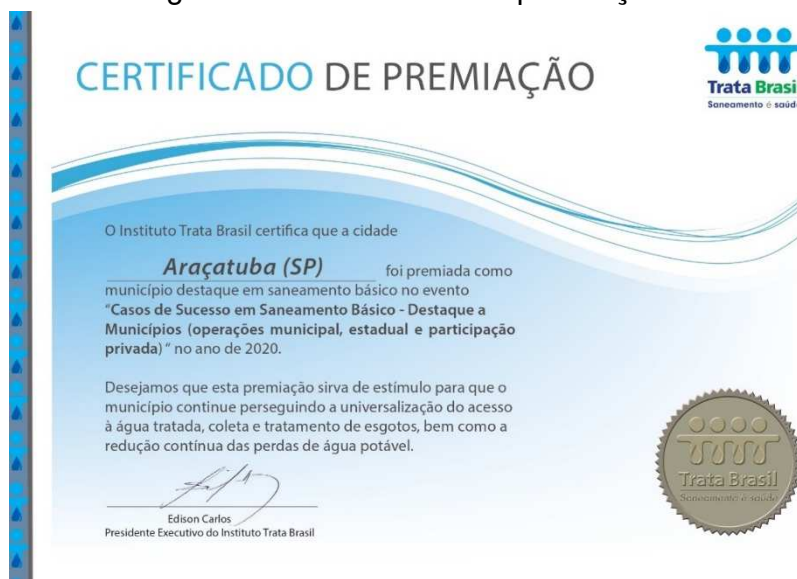 CERTIFICADO DE PREMIAÇÃO
Trata Brasil
Saneamento é saúde
O Instituto Trata Brasil certifica que a cidade
Araçatuba (SP) foi premiada como
município destaque em saneamento básico no evento
“Casos de Sucesso em Saneamento Básico - Destaque a
Municípios (operações municipal, estadual e participação
privada)“ no ano de 2020.
Desejamos que esta premiação sirva de estímulo para que o
município continue perseguindo a universalização do acesso
à água tratada, coleta e tratamento de esgotos, bem como a
redução contínua das perdas de água potável.
Edison Carlos
Presidente Executivo do Instituto Trata Brasil
Trata Brasil
Saneamento é saúde